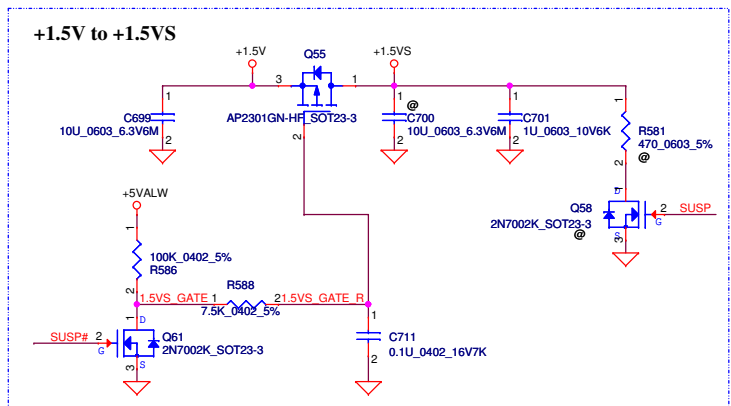 +1.5V to +1.5VS
+1.5V
Q55
+1.5VS
3
1
AP2301GN-HF_SOT23-3
2
1
C699
10U_0603_6.3V6M
2
1
@
C700
10U_0603_6.3V6M
2
1
C701
1U_0603_10V6K
2
1
R581
470_0603_5%
@
2
+5VALW
1
100K_0402_5%
R586
2
1.5VS_GATE
1
R588
2
1.5VS_GATE_R
7.5K_0402_5%
1
D
SUSP#
2
G
Q61
2N7002K_SOT23-3
3
S
1
C711
0.1U_0402_16V7K
2
1
D
Q58
2N7002K_SOT23-3
@
2
G
SUSP
3
S